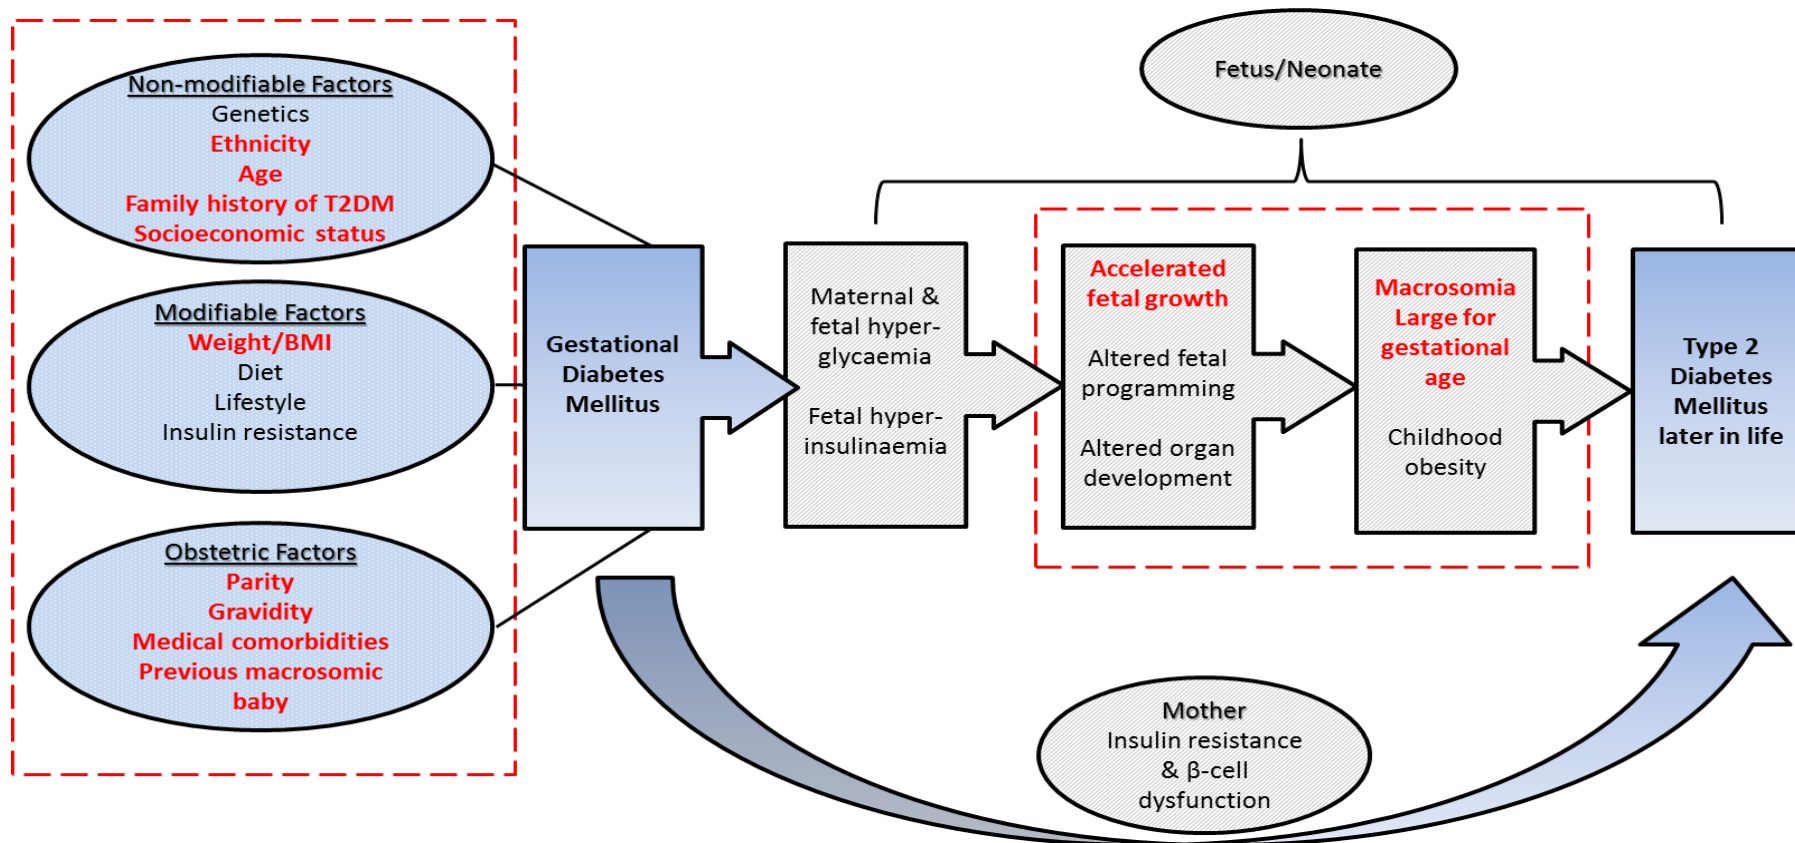 Non-modifiable Factors
Genetics
Ethnicity
Age
Family history of T2DM
Socioeconomic status
Modifiable Factors
Weight/BMI
Diet
Lifestyle
Insulin resistance
Obstetric Factors
Parity
Gravidity
Medical comorbidities
Previous macrosomic
baby
Gestational
Diabetes
Mellitus
Fetus/Neonate
Maternal &
fetal hyper-
glycaemia
Fetal hyper-
insulinaemia
Accelerated
fetal growth
Altered fetal
programming
Altered organ
development
Macrosomia
Large for
gestational
age
Childhood
obesity
Type 2
Diabetes
Mellitus
later in life
Mother
Insulin resistance
& β-cell
dysfunction